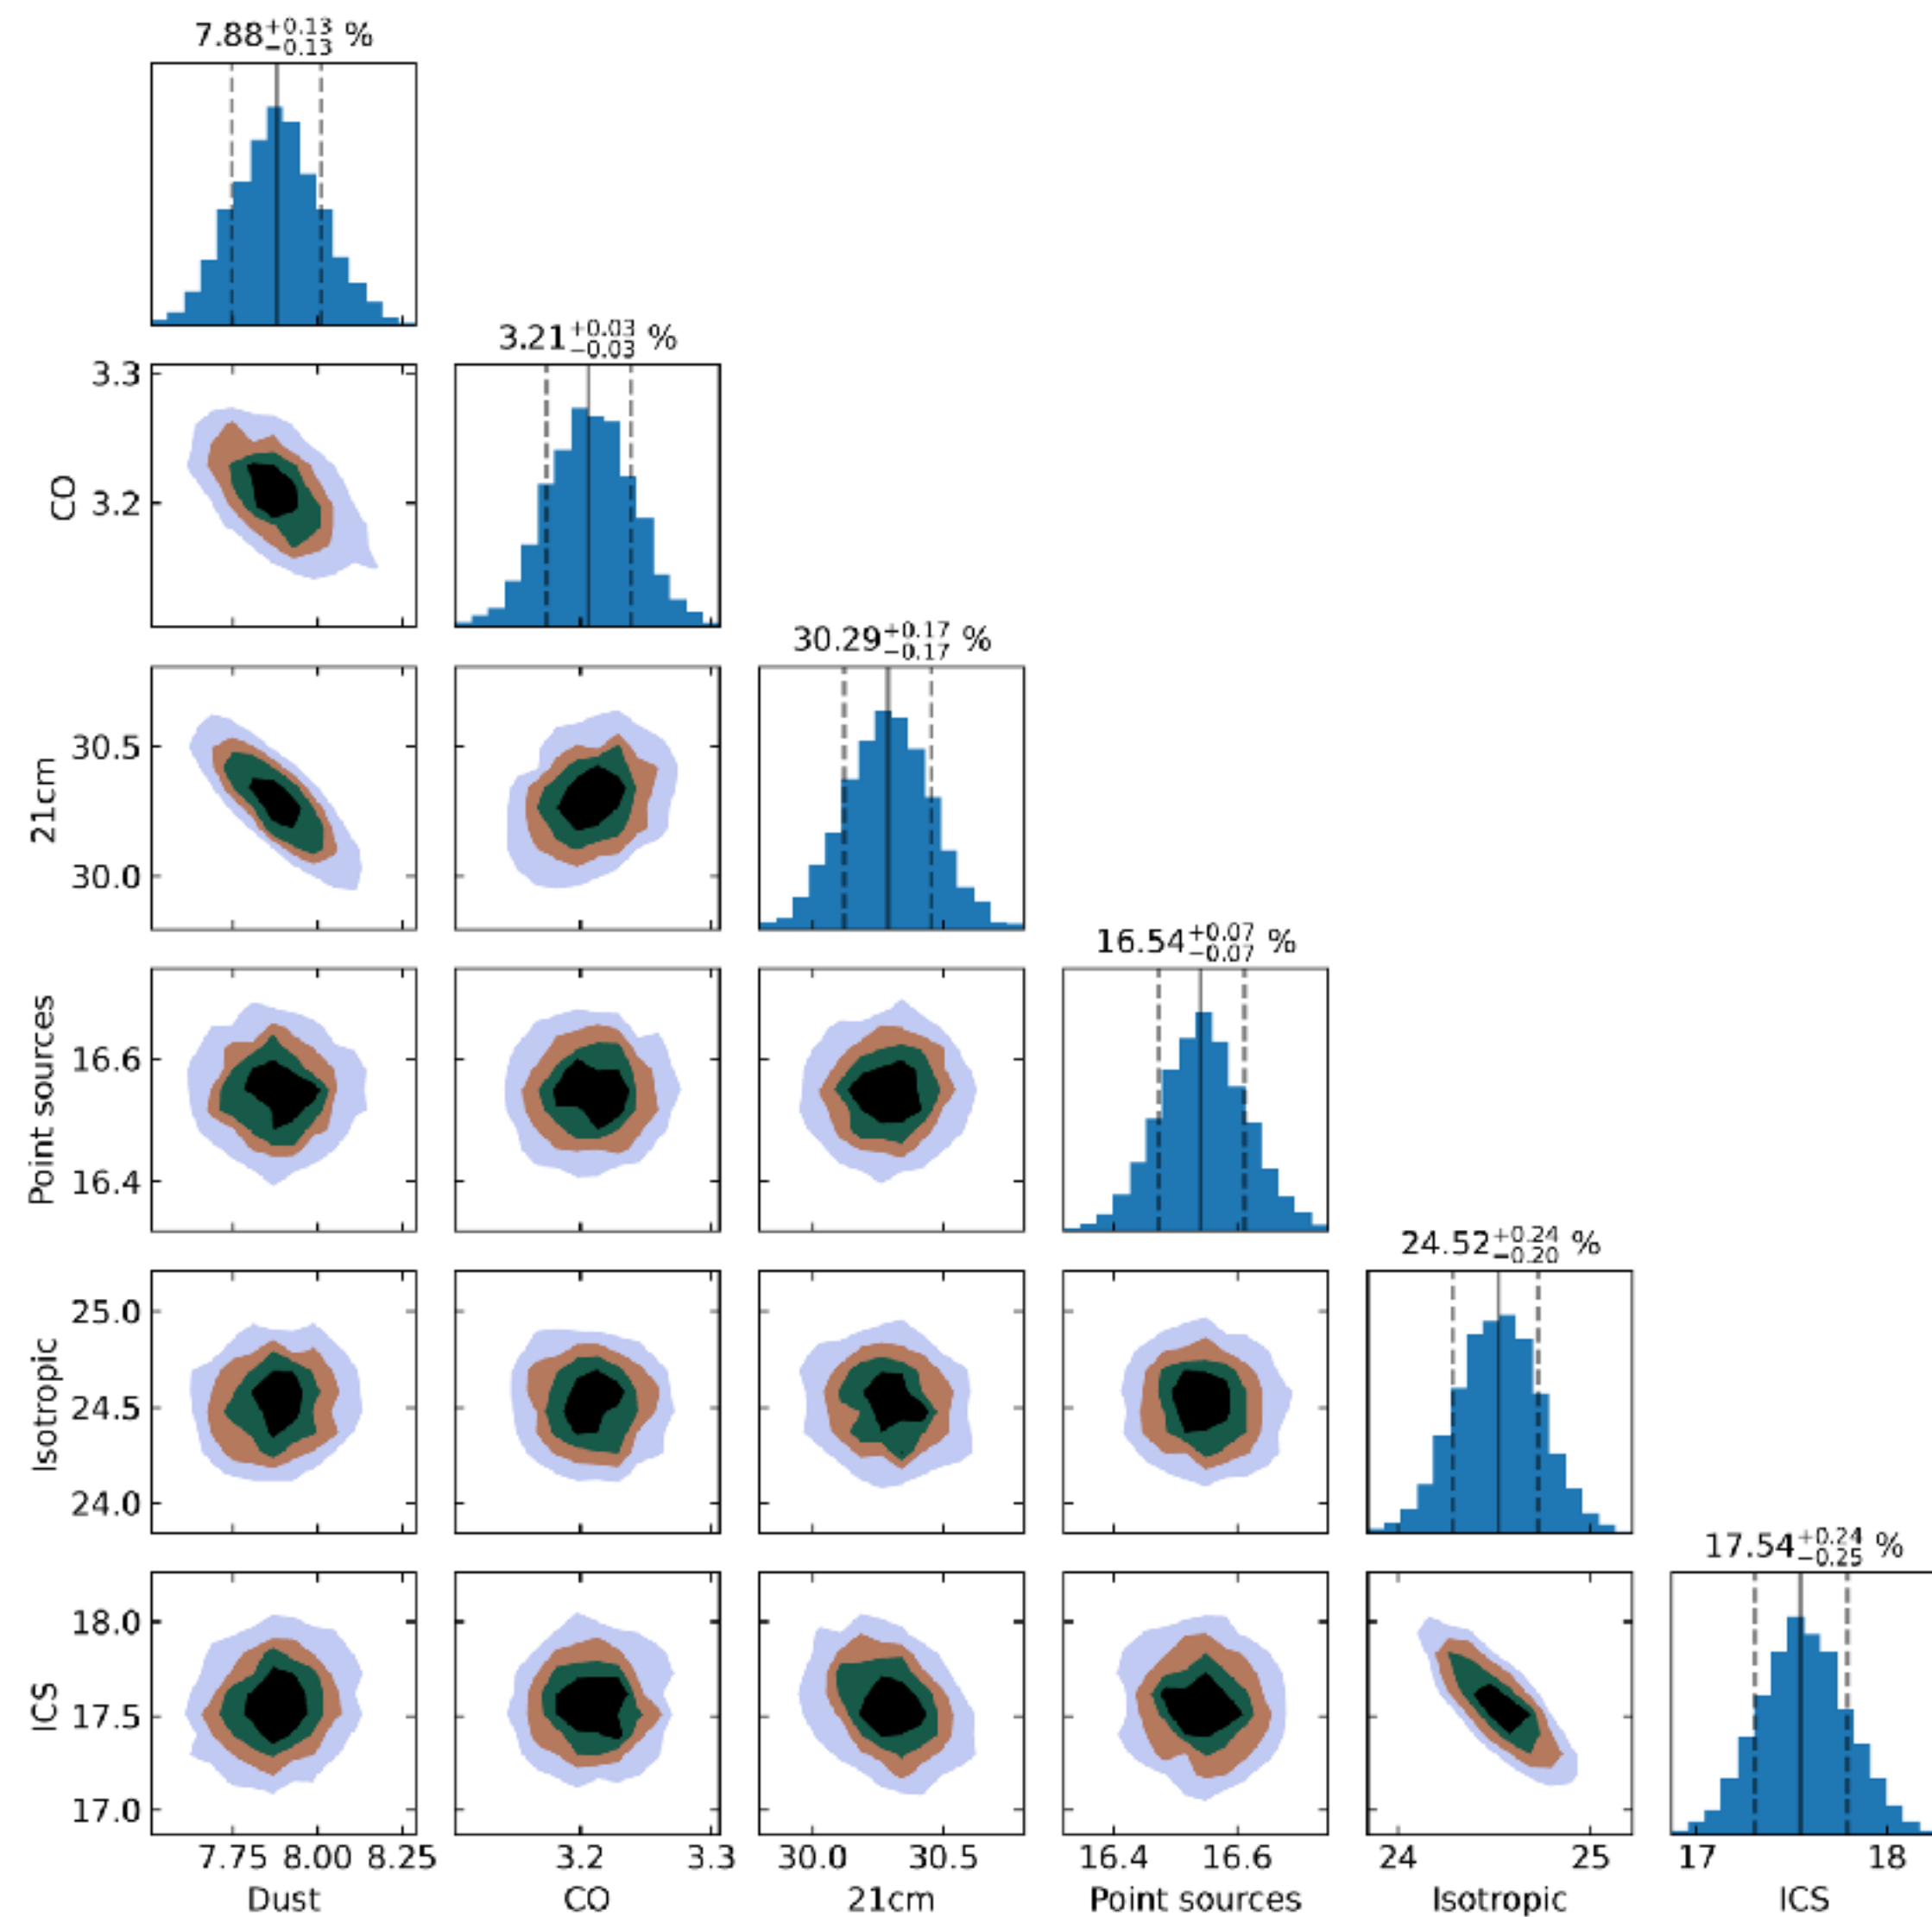 7.88+0.13−0.13 %
3.21+0.03−0.03 %
3.3
CO 3.2
30.29+0.17−0.17 %
30.5
21cm
30.0
16.54+0.07−0.07 %
Point sources
16.6
16.4
24.52+0.24−0.20 %
25.0
Isotropic 24.5
24.0
17.54+0.24−0.25 %
18.0
ICS 17.5
17.0
7.75 8.00 8.25 3.2 3.3 30.0 30.5 16.4 16.6 24 25 17 18
Dust CO 21cm Point sources Isotropic ICS